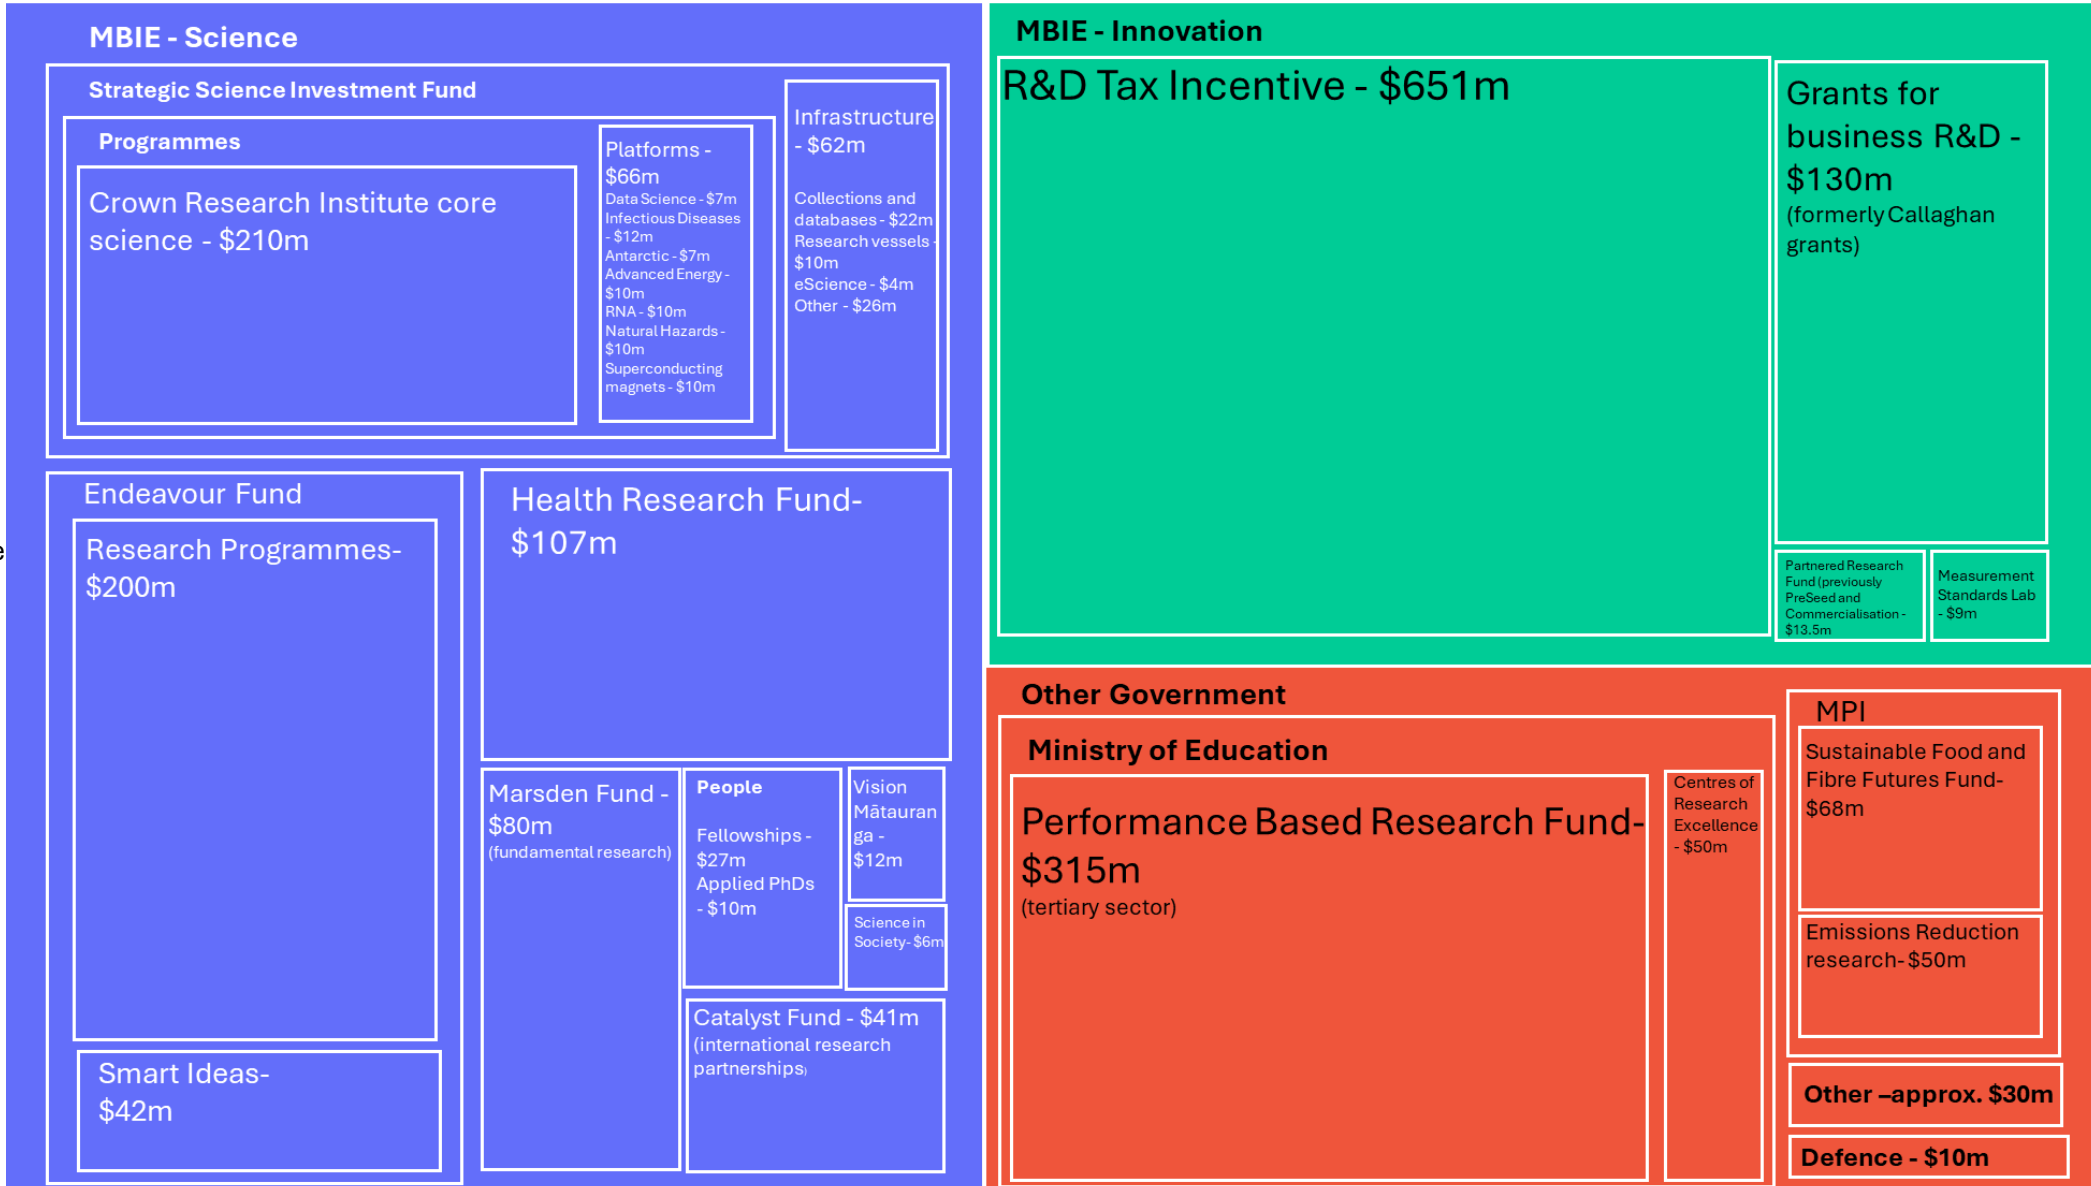 MBIE - Science
Strategic Science Investment Fund
Programmes
Crown Research Institute core
science - $210m
Platforms -
$66m
Data Science - $7m
Infectious Diseases
- $12m
Antarctic - $7m
Advanced Energy -
$10m
RNA - $10m
Natural Hazards -
$10m
Superconducting
magnets - $10m
Infrastructure
- $62m
Collections and
databases - $22m
Research vessels -
$10m
eScience - $4m
Other - $26m
Endeavour Fund
Research Programmes-
$200m
Smart Ideas-
$42m
Health Research Fund-
$107m
Marsden Fund -
$80m
(fundamental research)
People
Fellowships -
$27m
Applied PhDs
- $10m
Vision
Mātauran
ga -
$12m
Science in
Society- $6m
Catalyst Fund - $41m
(international research
partnerships)
MBIE - Innovation
R&D Tax Incentive - $651m
Grants for
business R&D -
$130m
(formerly Callaghan
grants)
Partnered Research
Fund (previously
PreSeed and
Commercialisation -
$13.5m
Measurement
Standards Lab
- $9m
Other Government
Ministry of Education
Performance Based Research Fund-
$315m
(tertiary sector)
Centres of
Research
Excellence
- $50m
MPI
Sustainable Food and
Fibre Futures Fund-
$68m
Emissions Reduction
research- $50m
Other –approx. $30m
Defence - $10m